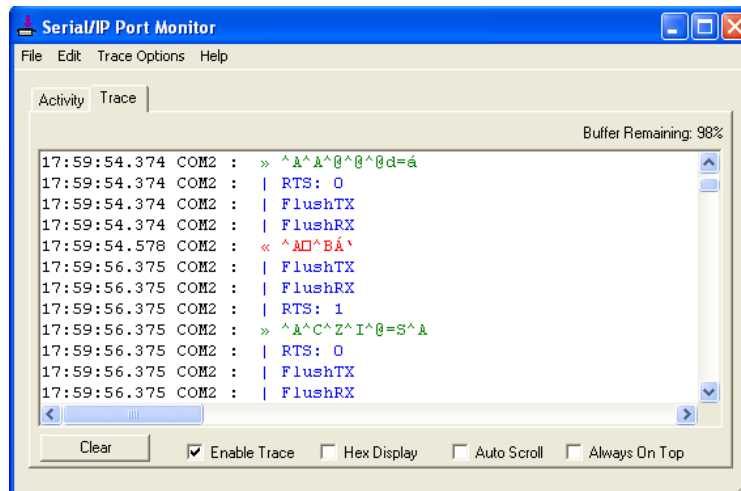 Serial/IP Port Monitor
File Edit Trace Options Help
Activity Trace
Buffer Remaining: 98%
17:59:54.374 COM2 : » ^A^A^@^@^@d=á
17:59:54.374 COM2 : | RTS: 0
17:59:54.374 COM2 : | FlushTX
17:59:54.374 COM2 : | FlushRX
17:59:54.578 COM2 : « ^A□^BÁ‘
17:59:56.375 COM2 : | FlushTX
17:59:56.375 COM2 : | FlushRX
17:59:56.375 COM2 : | RTS: 1
17:59:56.375 COM2 : » ^A^C^Z^I^@=S^A
17:59:56.375 COM2 : | RTS: 0
17:59:56.375 COM2 : | FlushTX
17:59:56.375 COM2 : | FlushRX
Clear Enable Trace Hex Display Auto Scroll Always On Top